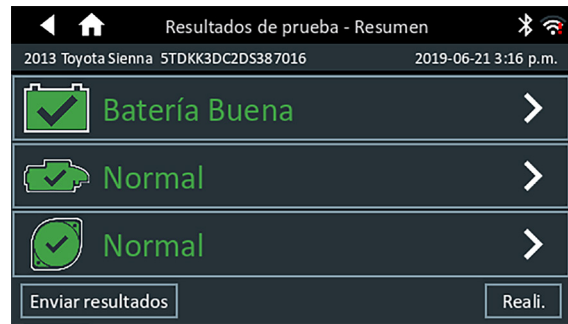 Resultados de prueba - Resumen
2013 Toyota Sienna 5TDKK3DC2DS387016 2019-06-21 3:16 p.m.
Batería Buena
Normal
Normal
Enviar resultados Reali.